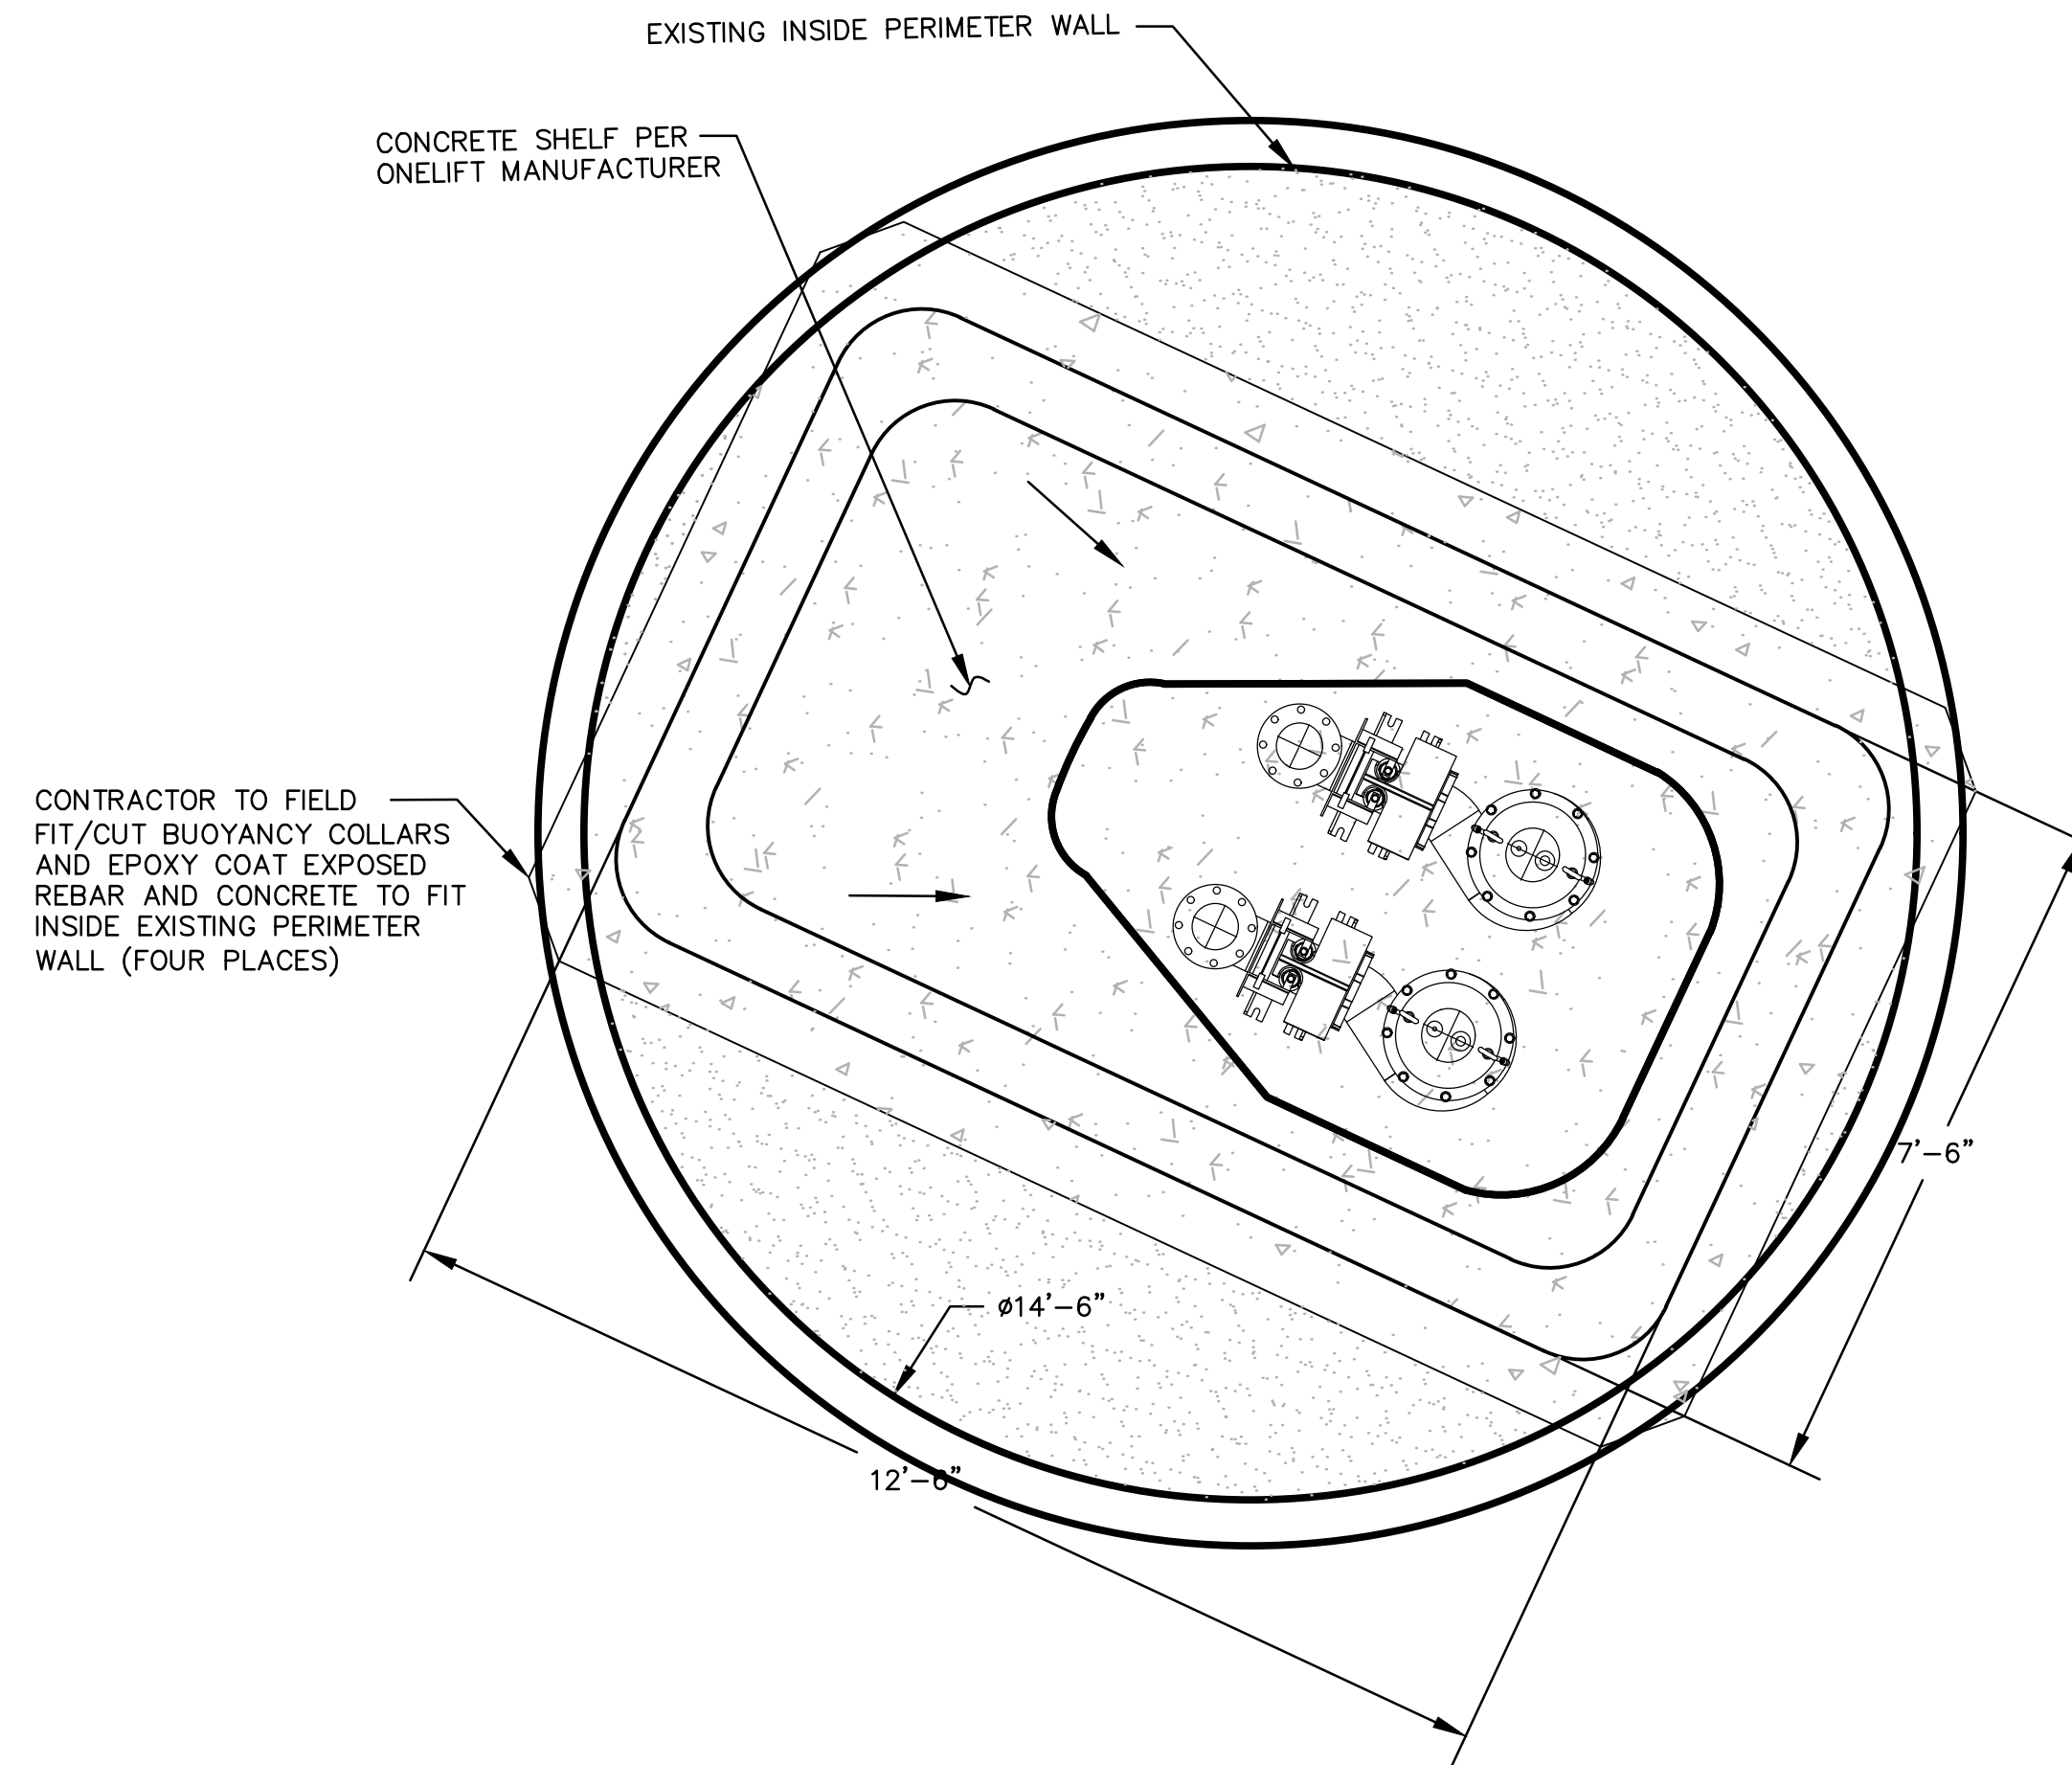 EXISTING INSIDE PERIMETER WALL
CONCRETE SHELF PER
ONELIFT MANUFACTURER
CONTRACTOR TO FIELD
FIT/CUT BUOYANCY COLLARS
AND EPOXY COAT EXPOSED
REBAR AND CONCRETE TO FIT
INSIDE EXISTING PERIMETER
WALL (FOUR PLACES)
7'-6"
ø14'-6"
12'-6"